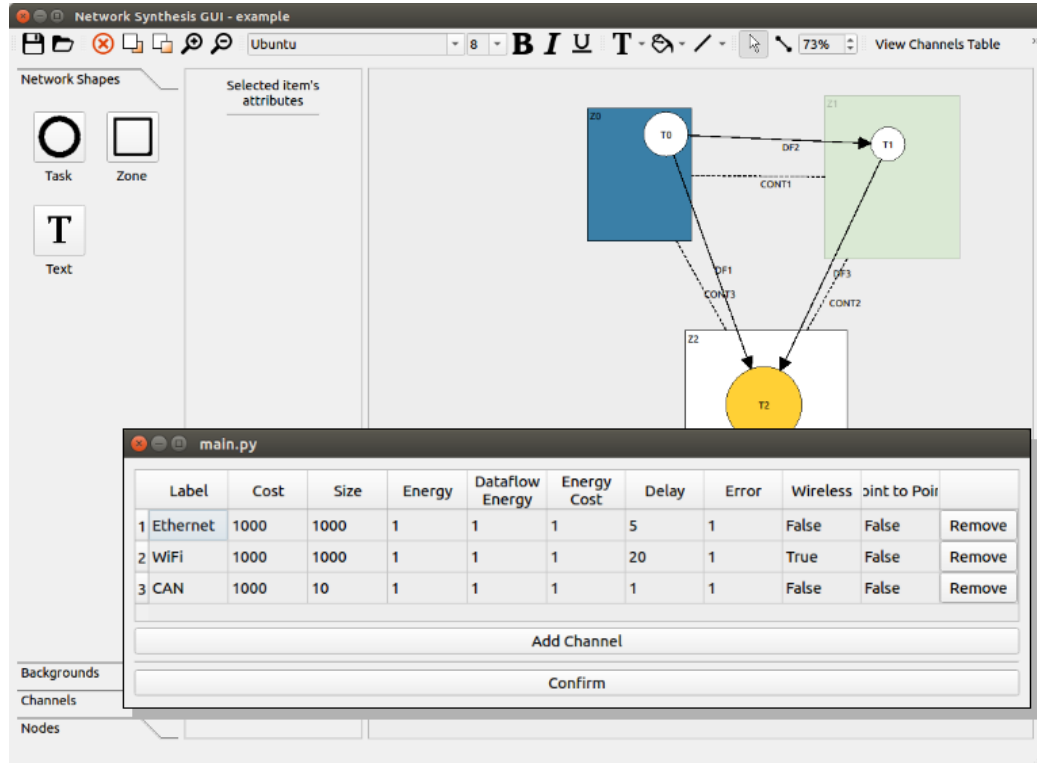 Network Synthesis GUI - example
Ubuntu 8 B I U T 73% View Channels Table
Network Shapes
Task Zone
T
Text
Selected item's
attributes
Z0
T0
Z1
T1
DF2
CONT1
DF1
DF3
CONT3
CONT2
Z2
T2
main.py
Label Cost Size Energy Dataflow Energy Energy Cost Delay Error Wireless oint to Poir
1 Ethernet 1000 1000 1 1 1 5 1 False False Remove
2 WiFi 1000 1000 1 1 1 20 1 True False Remove
3 CAN 1000 10 1 1 1 1 1 False False Remove
Add Channel
Confirm
Backgrounds
Channels
Nodes